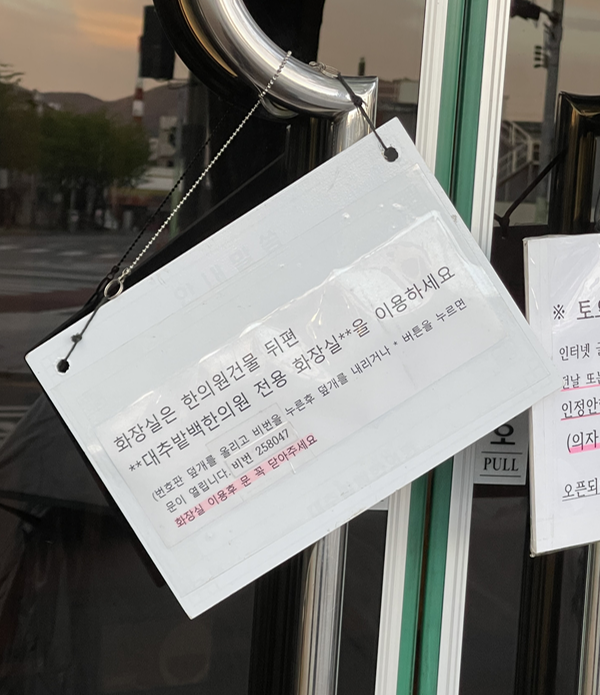 화장실은 한의원건물 뒤편
**대추밭백한의원 전용 화장실**을 이용하세요
(번호판 덮개를 올리고 비번을 누른후 덮개를 내리거나 * 버튼을 누르면
문이 열립니다. 비번 258047
화장실 이용후 문 꼭 닫아주세요
PULL
※ 토요
인터넷
인정안
(의자
오픈되